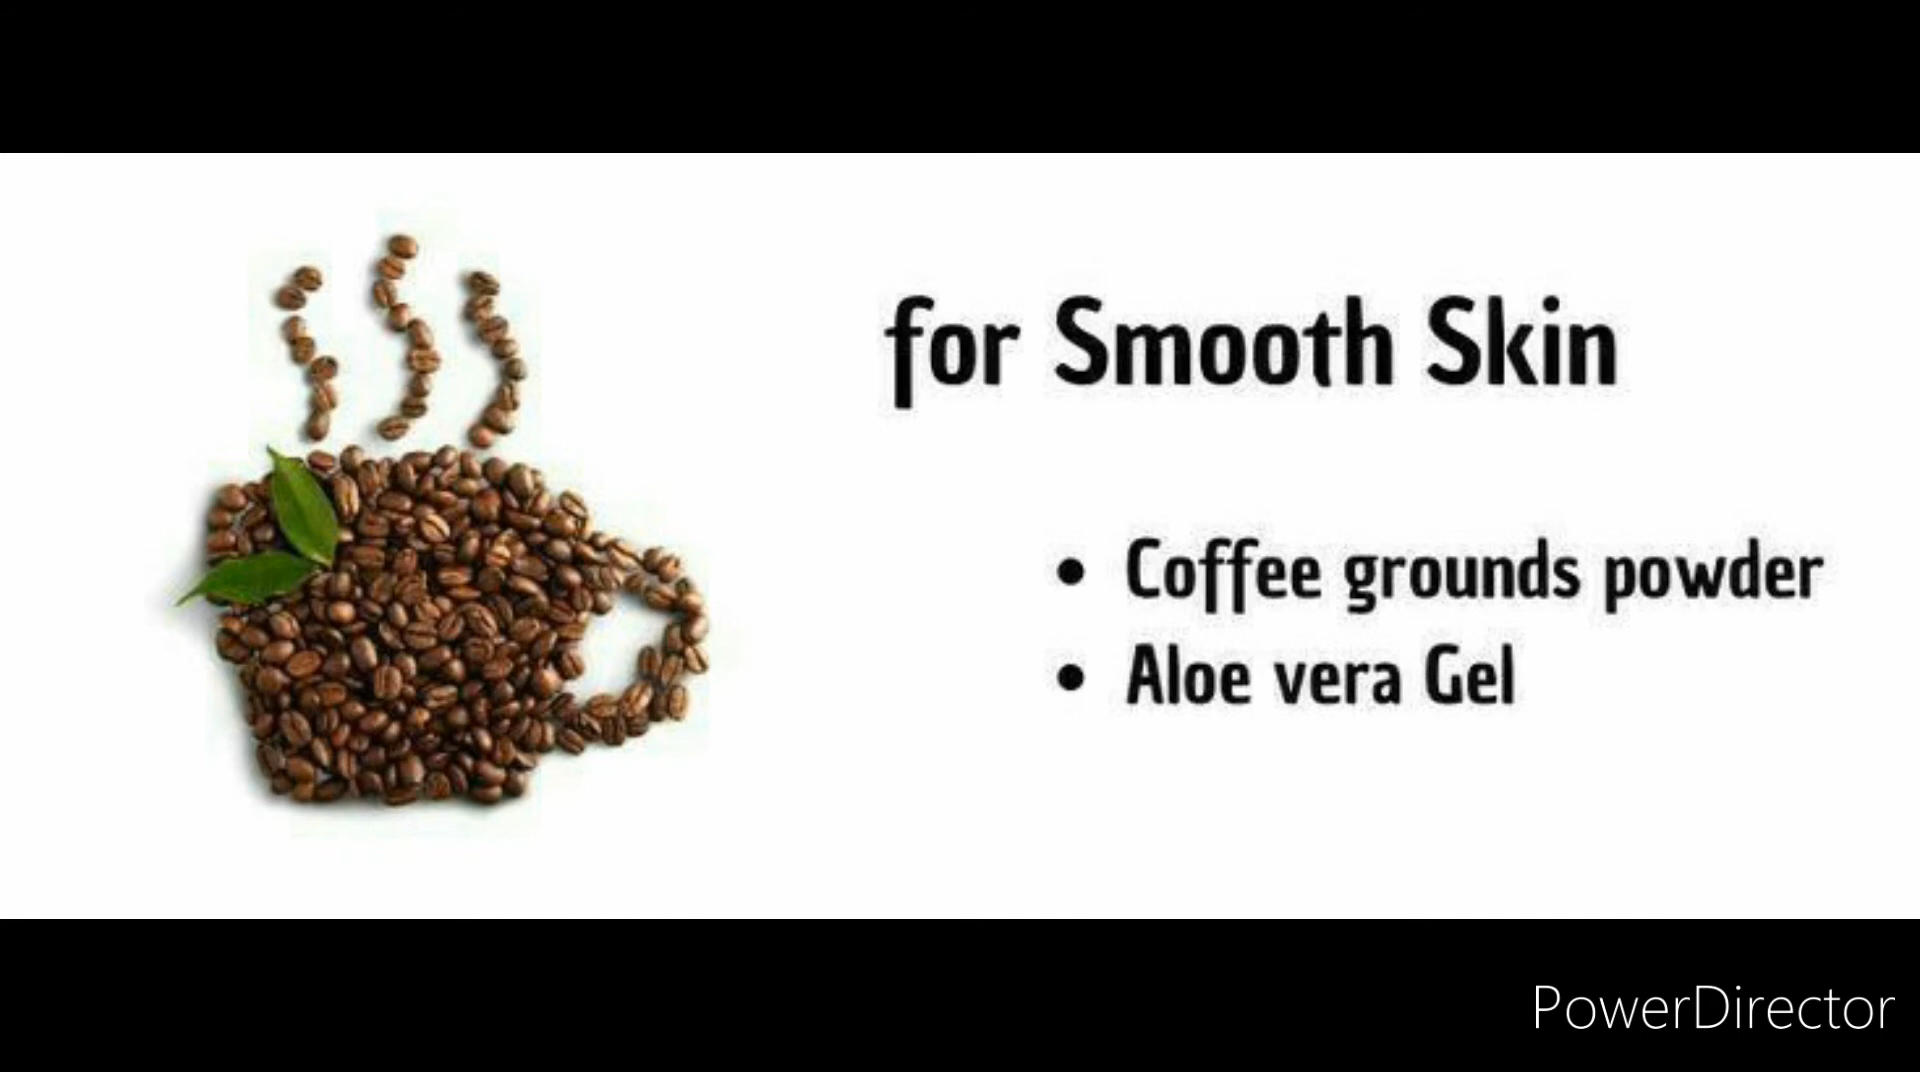 for Smooth Skin
• Coffee grounds powder
• Aloe vera Gel
PowerDirector